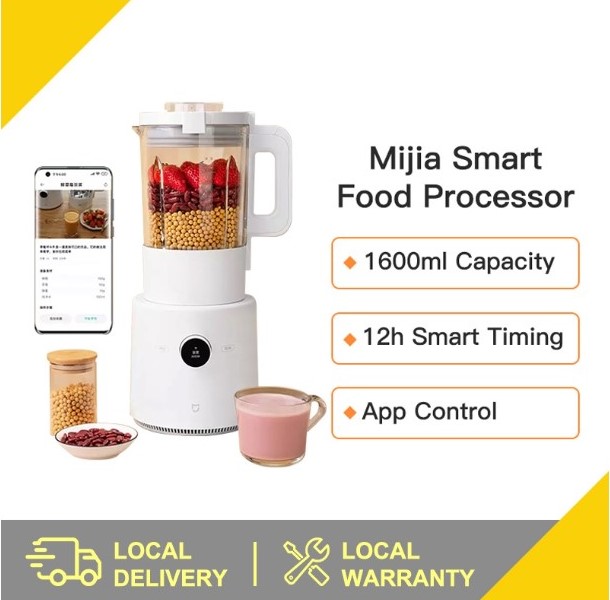 Mijia Smart
Food Processor
1600ml Capacity
12h Smart Timing
App Control
LOCAL
DELIVERY
LOCAL
WARRANTY